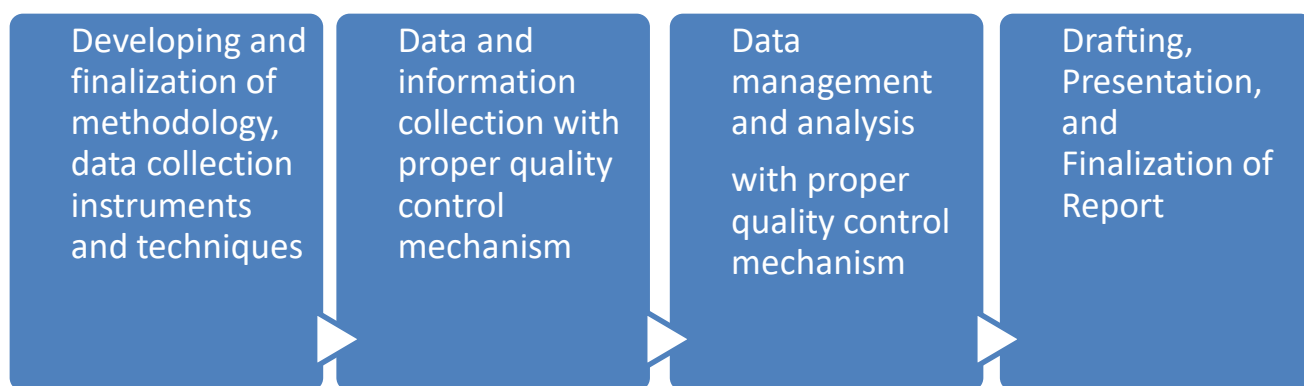 Developing and
finalization of
methodology,
data collection
instruments
and techniques
Data and
information
collection with
proper quality
control
mechanism
Data
management
and analysis
with proper
quality control
mechanism
Drafting,
Presentation,
and
Finalization of
Report